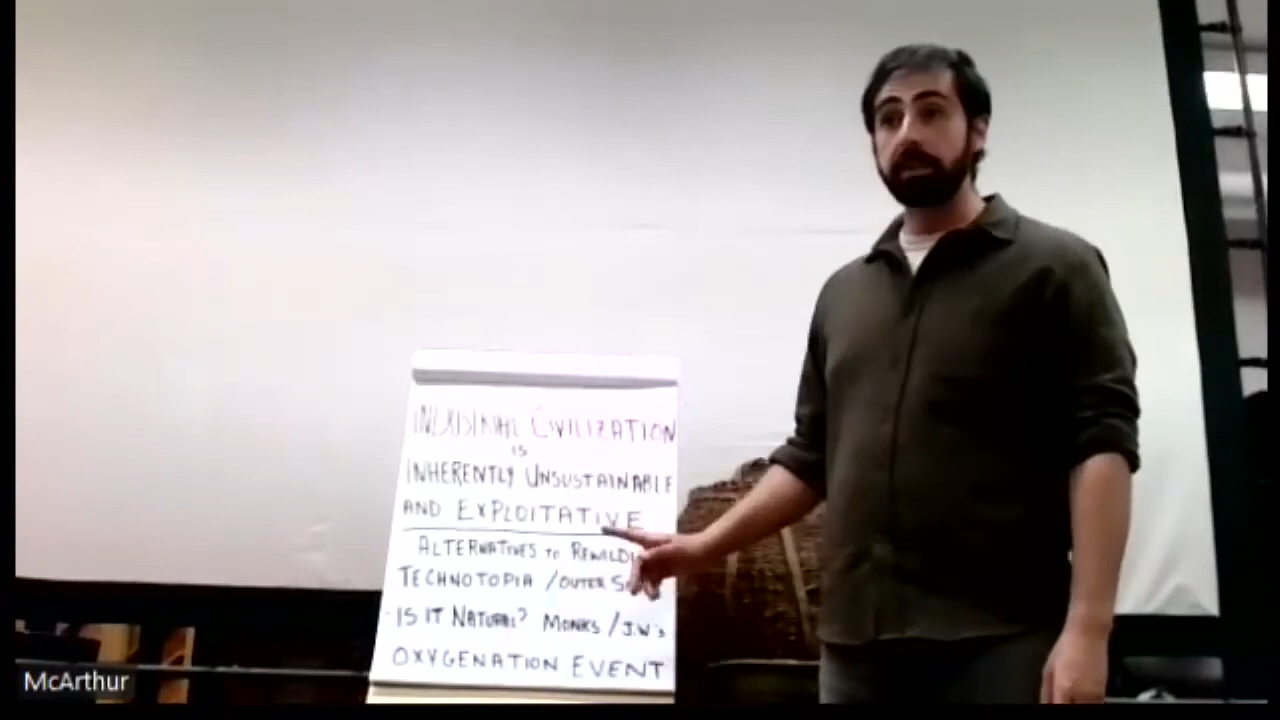 INDUSTRIAL CIVILIZATION
IS
INHERENTLY UNSUSTAINABLE
AND EXPLOITATIVE
ALTERNATIVES TO
TECHNOTOPIA / OUTER
- IS IT NATURAL? MONKS / J.W's
OXYGENATION EVENT
McArthur